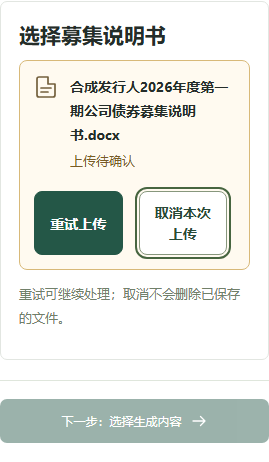 选择募集说明书
合成发行人2026年度第一
期公司债券募集说明
书.docx
上传待确认
重试上传
取消本次
上传
重试可继续处理；取消不会删除已保存
的文件。
下一步：选择生成内容 →